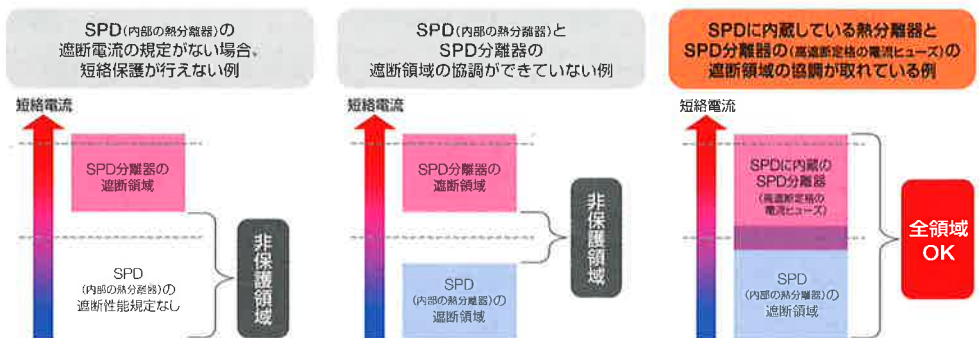 SPD(内部の熱分離器)の
遮断電流の規定がない場合、
短絡保護が行えない例
短絡電流
SPD分離器の
遮断領域
SPD
(内部の熱分離器)の
遮断性能規定なし
非保護領域
SPD(内部の熱分離器)と
SPD分離器の
遮断領域の協調ができていない例
短絡電流
SPD分離器の
遮断領域
SPD
(内部の熱分離器)の
遮断領域
非保護領域
SPDに内蔵している熱分離器と
SPD分離器の(高遮断定格の電流ヒューズ)の
遮断領域の協調が取れている例
短絡電流
SPDに内蔵の
SPD分離器
(高遮断定格の
電流ヒューズ)
SPD
(内部の熱分離器)の
遮断領域
全領域
OK